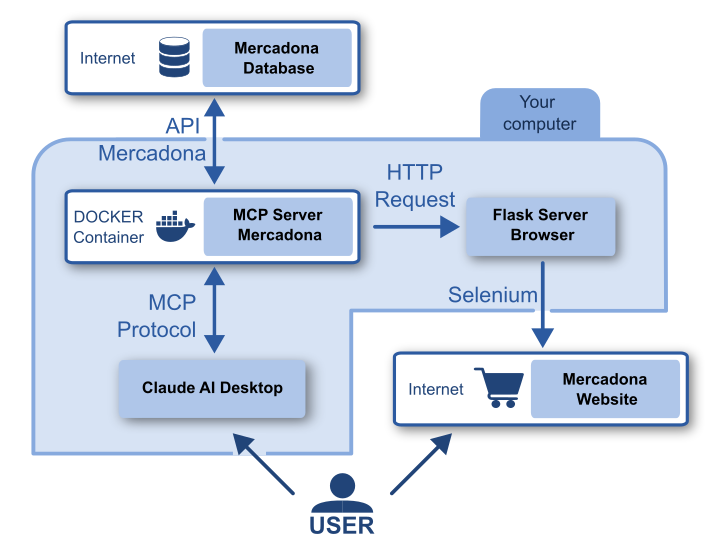 Internet
Mercadona
Database
Your
computer
API
Mercadona
HTTP
Request
DOCKER
Container
MCP Server
Mercadona
Flask Server
Browser
MCP
Protocol
Selenium
Claude AI Desktop
Internet
Mercadona
Website
USER